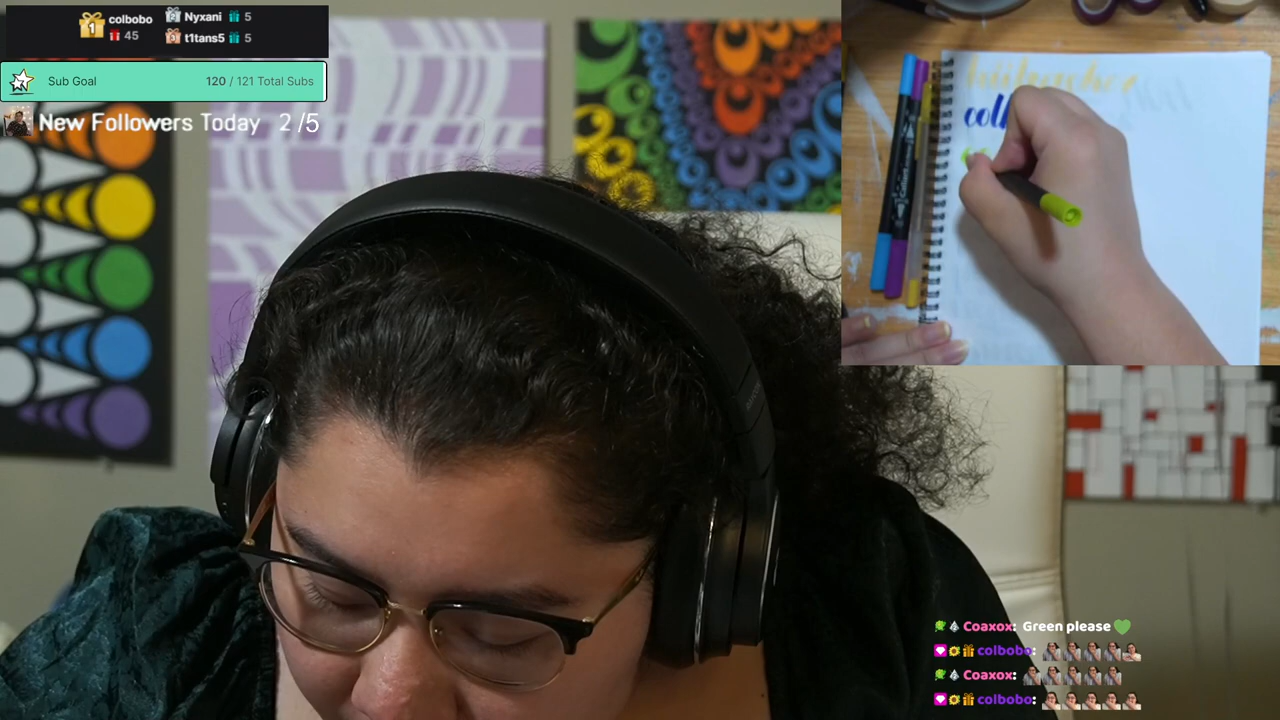 colbobo
45
Nyxani 5
t1tans5 5
Sub Goal 120 / 121 Total Subs
New Followers Today 2 /5
coll
Coaxox: Green please
colbobo:
Coaxox:
colbobo: